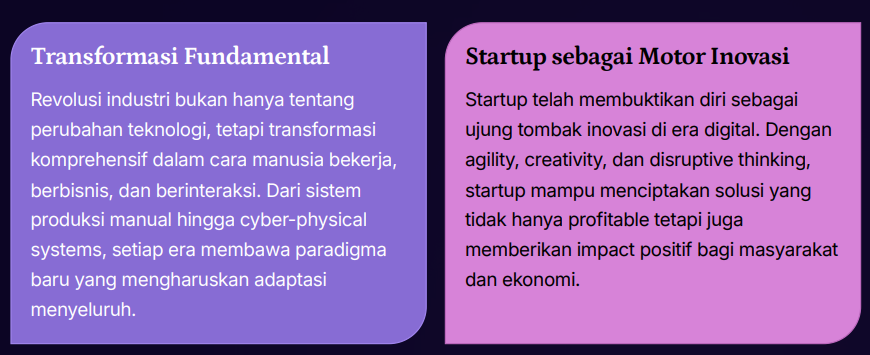 Transformasi Fundamental
Revolusi industri bukan hanya tentang
perubahan teknologi, tetapi transformasi
komprehensif dalam cara manusia bekerja,
berbisnis, dan berinteraksi. Dari sistem
produksi manual hingga cyber-physical
systems, setiap era membawa paradigma
baru yang mengharuskan adaptasi
menyeluruh.
Startup sebagai Motor Inovasi
Startup telah membuktikan diri sebagai
ujung tombak inovasi di era digital. Dengan
agility, creativity, dan disruptive thinking,
startup mampu menciptakan solusi yang
tidak hanya profitable tetapi juga
memberikan impact positif bagi masyarakat
dan ekonomi.